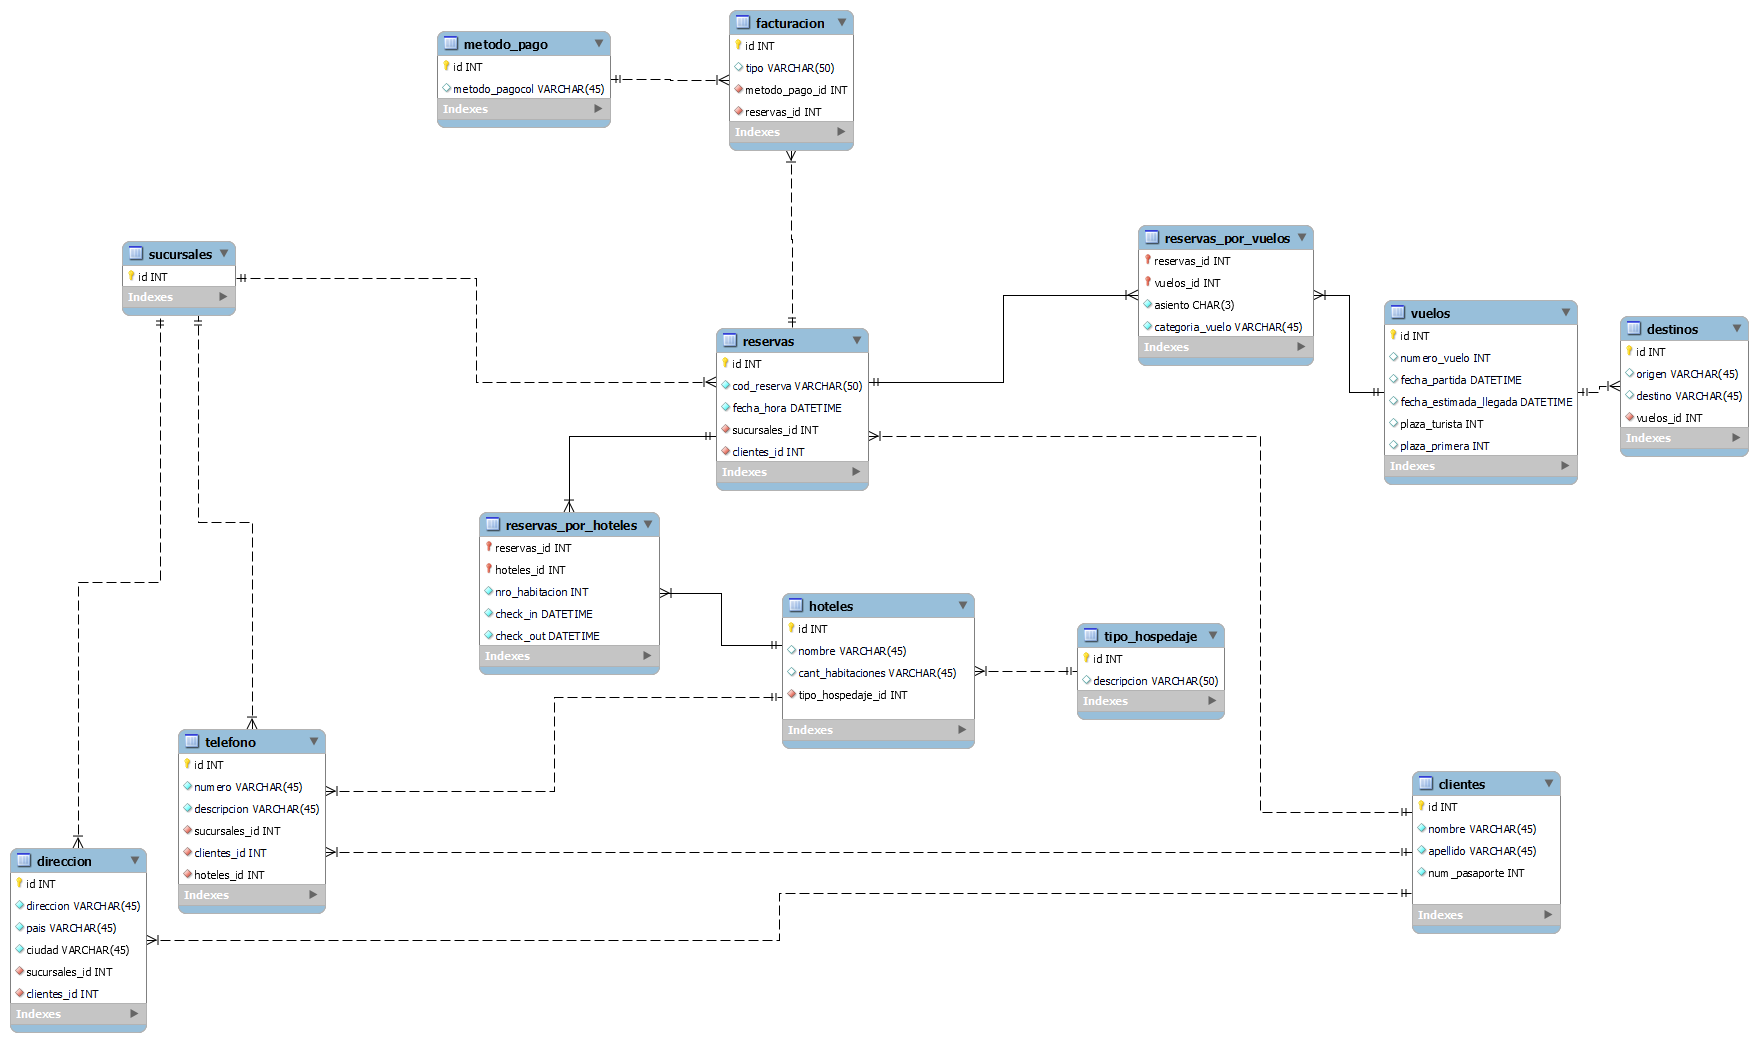 metodo_pago
id INT
metodo_pagocol VARCHAR(45)
Indexes
facturacion
id INT
tipo VARCHAR(50)
metodo_pago_id INT
reservas_id INT
Indexes
sucursales
id INT
Indexes
reservas_por_vuelos
reservas_id INT
vuelos_id INT
asiento CHAR(3)
categoria_vuelo VARCHAR(45)
Indexes
vuelos
id INT
numero_vuelo INT
fecha_partida DATETIME
fecha_estimada_llegada DATETIME
plaza_turista INT
plaza_primera INT
Indexes
destinos
id INT
origen VARCHAR(45)
destino VARCHAR(45)
vuelos_id INT
Indexes
reservas
id INT
cod_reserva VARCHAR(50)
fecha_hora DATETIME
sucursales_id INT
clientes_id INT
Indexes
reservas_por_hoteles
reservas_id INT
hoteles_id INT
nro_habitacion INT
check_in DATETIME
check_out DATETIME
Indexes
hoteles
id INT
nombre VARCHAR(45)
cant_habitaciones VARCHAR(45)
tipo_hospedaje_id INT
Indexes
tipo_hospedaje
id INT
descripcion VARCHAR(50)
Indexes
telefono
id INT
numero VARCHAR(45)
descripcion VARCHAR(45)
sucursales_id INT
clientes_id INT
hoteles_id INT
Indexes
clientes
id INT
nombre VARCHAR(45)
apellido VARCHAR(45)
num_pasaporte INT
Indexes
direccion
id INT
direccion VARCHAR(45)
pais VARCHAR(45)
ciudad VARCHAR(45)
sucursales_id INT
clientes_id INT
Indexes